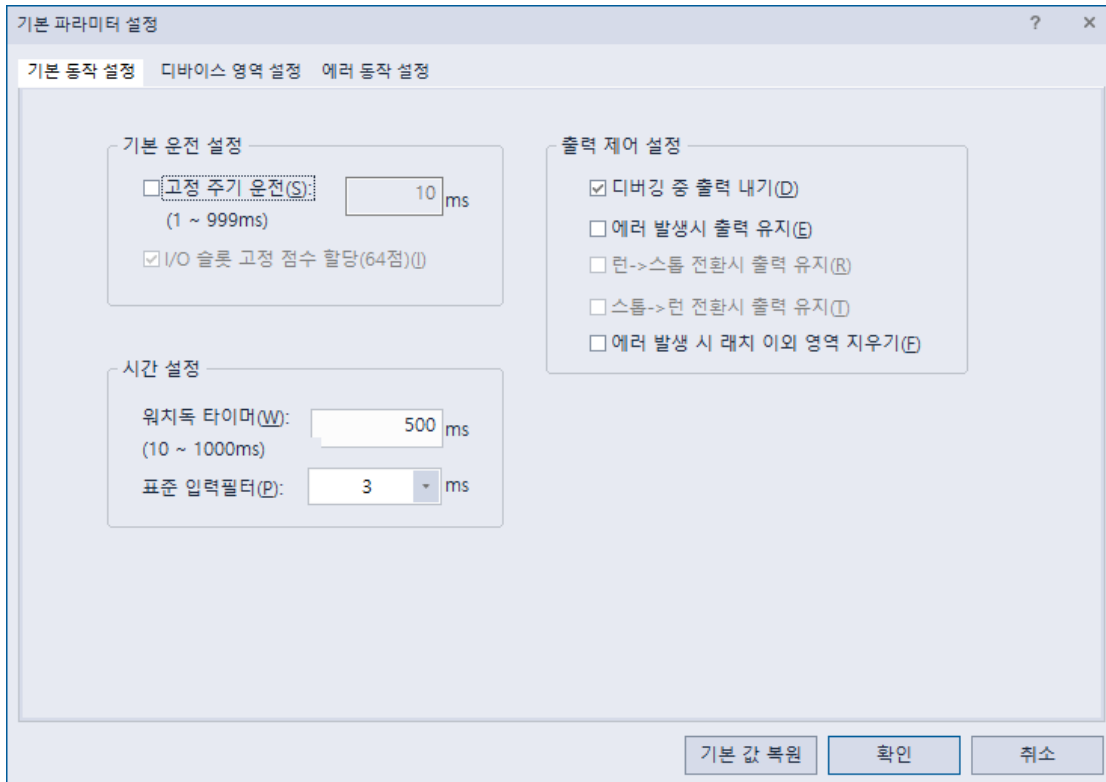 기본 파라미터 설정
기본 동작 설정 디바이스 영역 설정 에러 동작 설정
기본 운전 설정
고정 주기 운전(S): 10 ms
(1 ~ 999ms)
I/O 슬롯 고정 점수 할당(64점)(I)
시간 설정
워치독 타이머(W): 500 ms
(10 ~ 1000ms)
표준 입력필터(P): 3 ms
출력 제어 설정
디버깅 중 출력 내기(D)
에러 발생시 출력 유지(E)
런->스톱 전환시 출력 유지(R)
스톱->런 전환시 출력 유지(T)
에러 발생 시 래치 이외 영역 지우기(F)
기본 값 복원 확인 취소